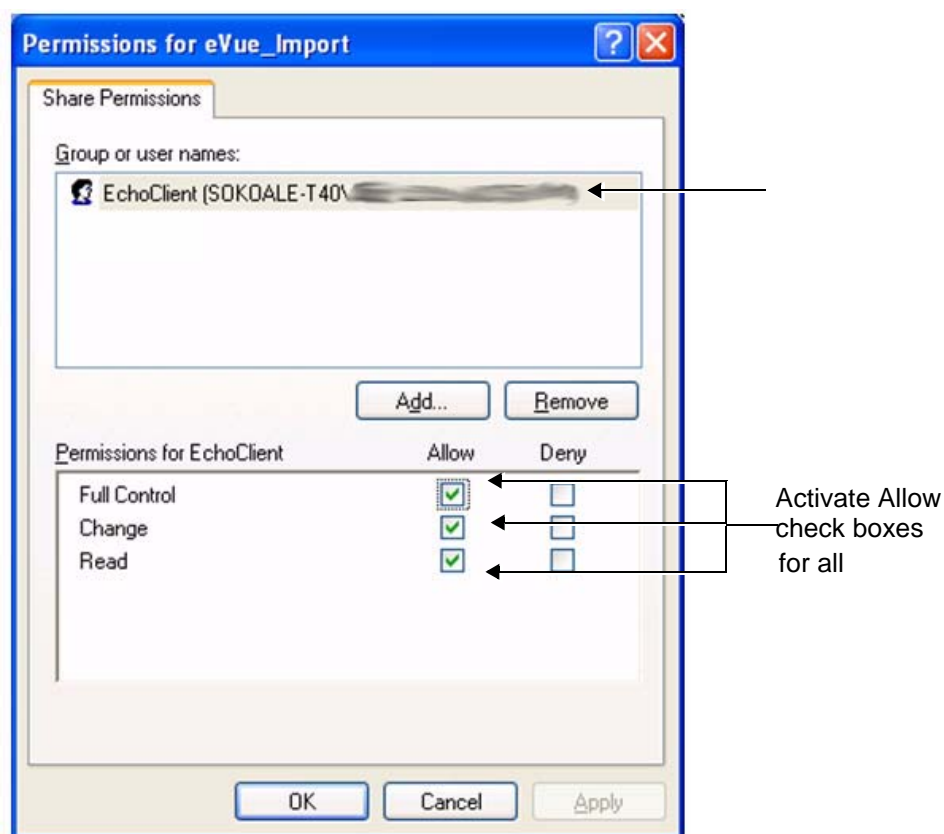 Permissions for eVue_Import
Share Permissions
Group or user names:
EchoClient (SOKOALE-T40\
Add... Remove
Permissions for EchoClient Allow Deny
Full Control
Change
Read
Activate Allow
check boxes
for all
OK Cancel Apply